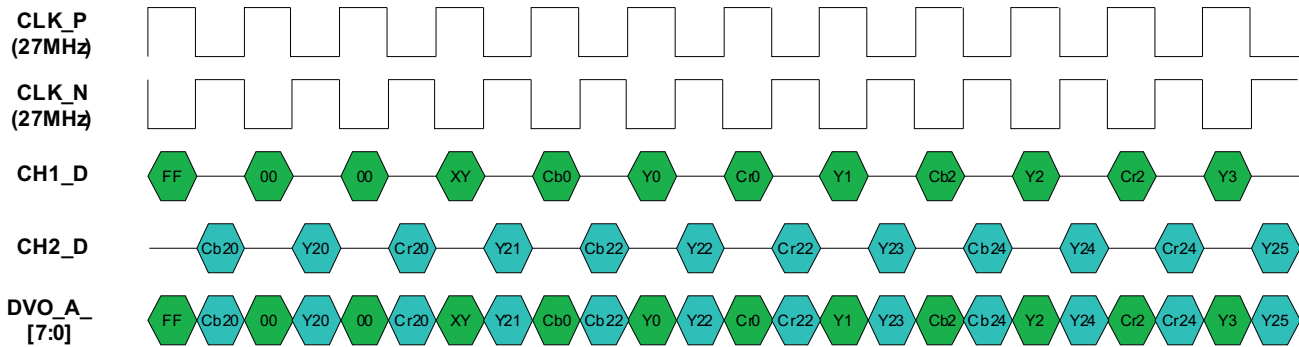 CLK_P
(27MHz)
CLK_N
(27MHz)
CH1_D
FF 00 00 XY Cb0 Y0 Cr0 Y1 Cb2 Y2 Cr2 Y3
CH2_D
Cb20 Y20 Cr20 Y21 Cb22 Y22 Cr22 Y23 Cb24 Y24 Cr24 Y25
DVO_A_
[7:0]
FF Cb20 00 Y20 00 Cr20 XY Y21 Cb0 Cb22 Y0 Y22 Cr0 Cr22 Y1 Y23 Cb2 Cb24 Y2 Y24 Cr2 Cr24 Y3 Y25